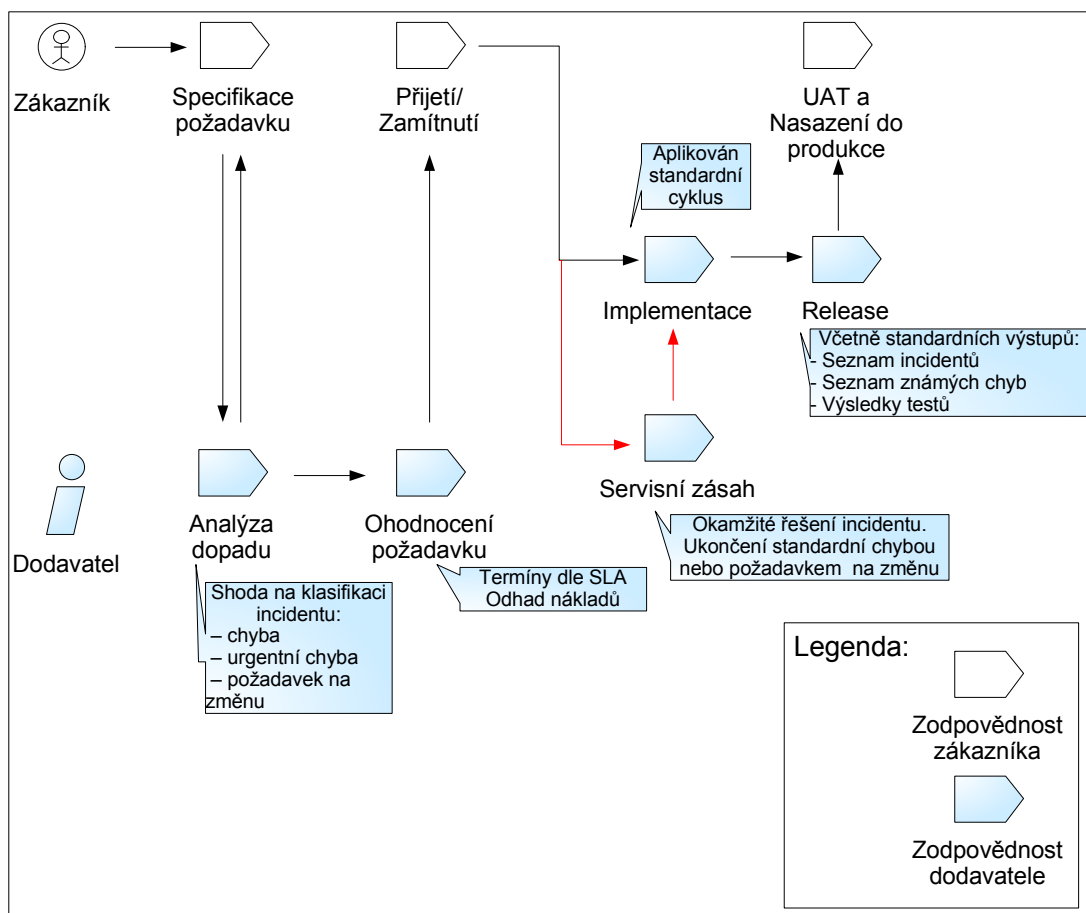 Zákazník
Specifikace
požadavku
Přijetí/
Zamítnutí
UAT a
Nasazení do
produkce
Aplikován
standardní
cyklus
Implementace
Release
Včetně standardních výstupů:
- Seznam incidentů
- Seznam známých chyb
- Výsledky testů
Dodavatel
Analýza
dopadu
Ohodnocení
požadavku
Servisní zásah
Shoda na klasifikaci
incidentu:
– chyba
– urgentní chyba
– požadavek na
změnu
Termíny dle SLA
Odhad nákladů
Okamžité řešení incidentu.
Ukončení standardní chybou
nebo požadavkem na změnu
Legenda:
Zodpovědnost
zákazníka
Zodpovědnost
dodavatele